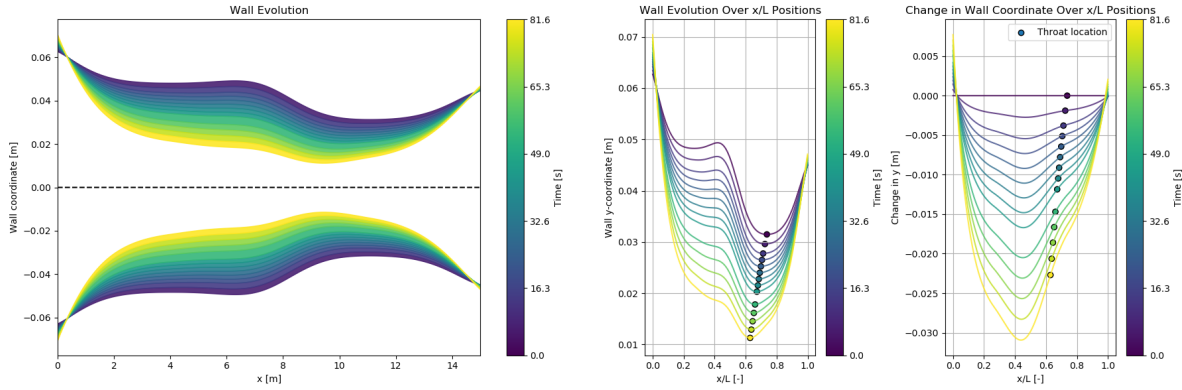 Wall Evolution
0.06
0.04
0.02
0.00
−0.02
−0.04
−0.06
Wall coordinate [m]
0 2 4 6 8 10 12 14
x [m]
81.6
65.3
49.0
32.6
16.3
0.0
Time [s]
Wall Evolution Over x/L Positions
0.07
0.06
0.05
0.04
0.03
0.02
0.01
Wall y-coordinate [m]
0.0 0.2 0.4 0.6 0.8 1.0
x/L [-]
81.6
65.3
49.0
32.6
16.3
0.0
Time [s]
Change in Wall Coordinate Over x/L Positions
Throat location
0.005
0.000
−0.005
−0.010
−0.015
−0.020
−0.025
−0.030
Change in y [m]
0.0 0.2 0.4 0.6 0.8 1.0
x/L [-]
81.6
65.3
49.0
32.6
16.3
0.0
Time [s]